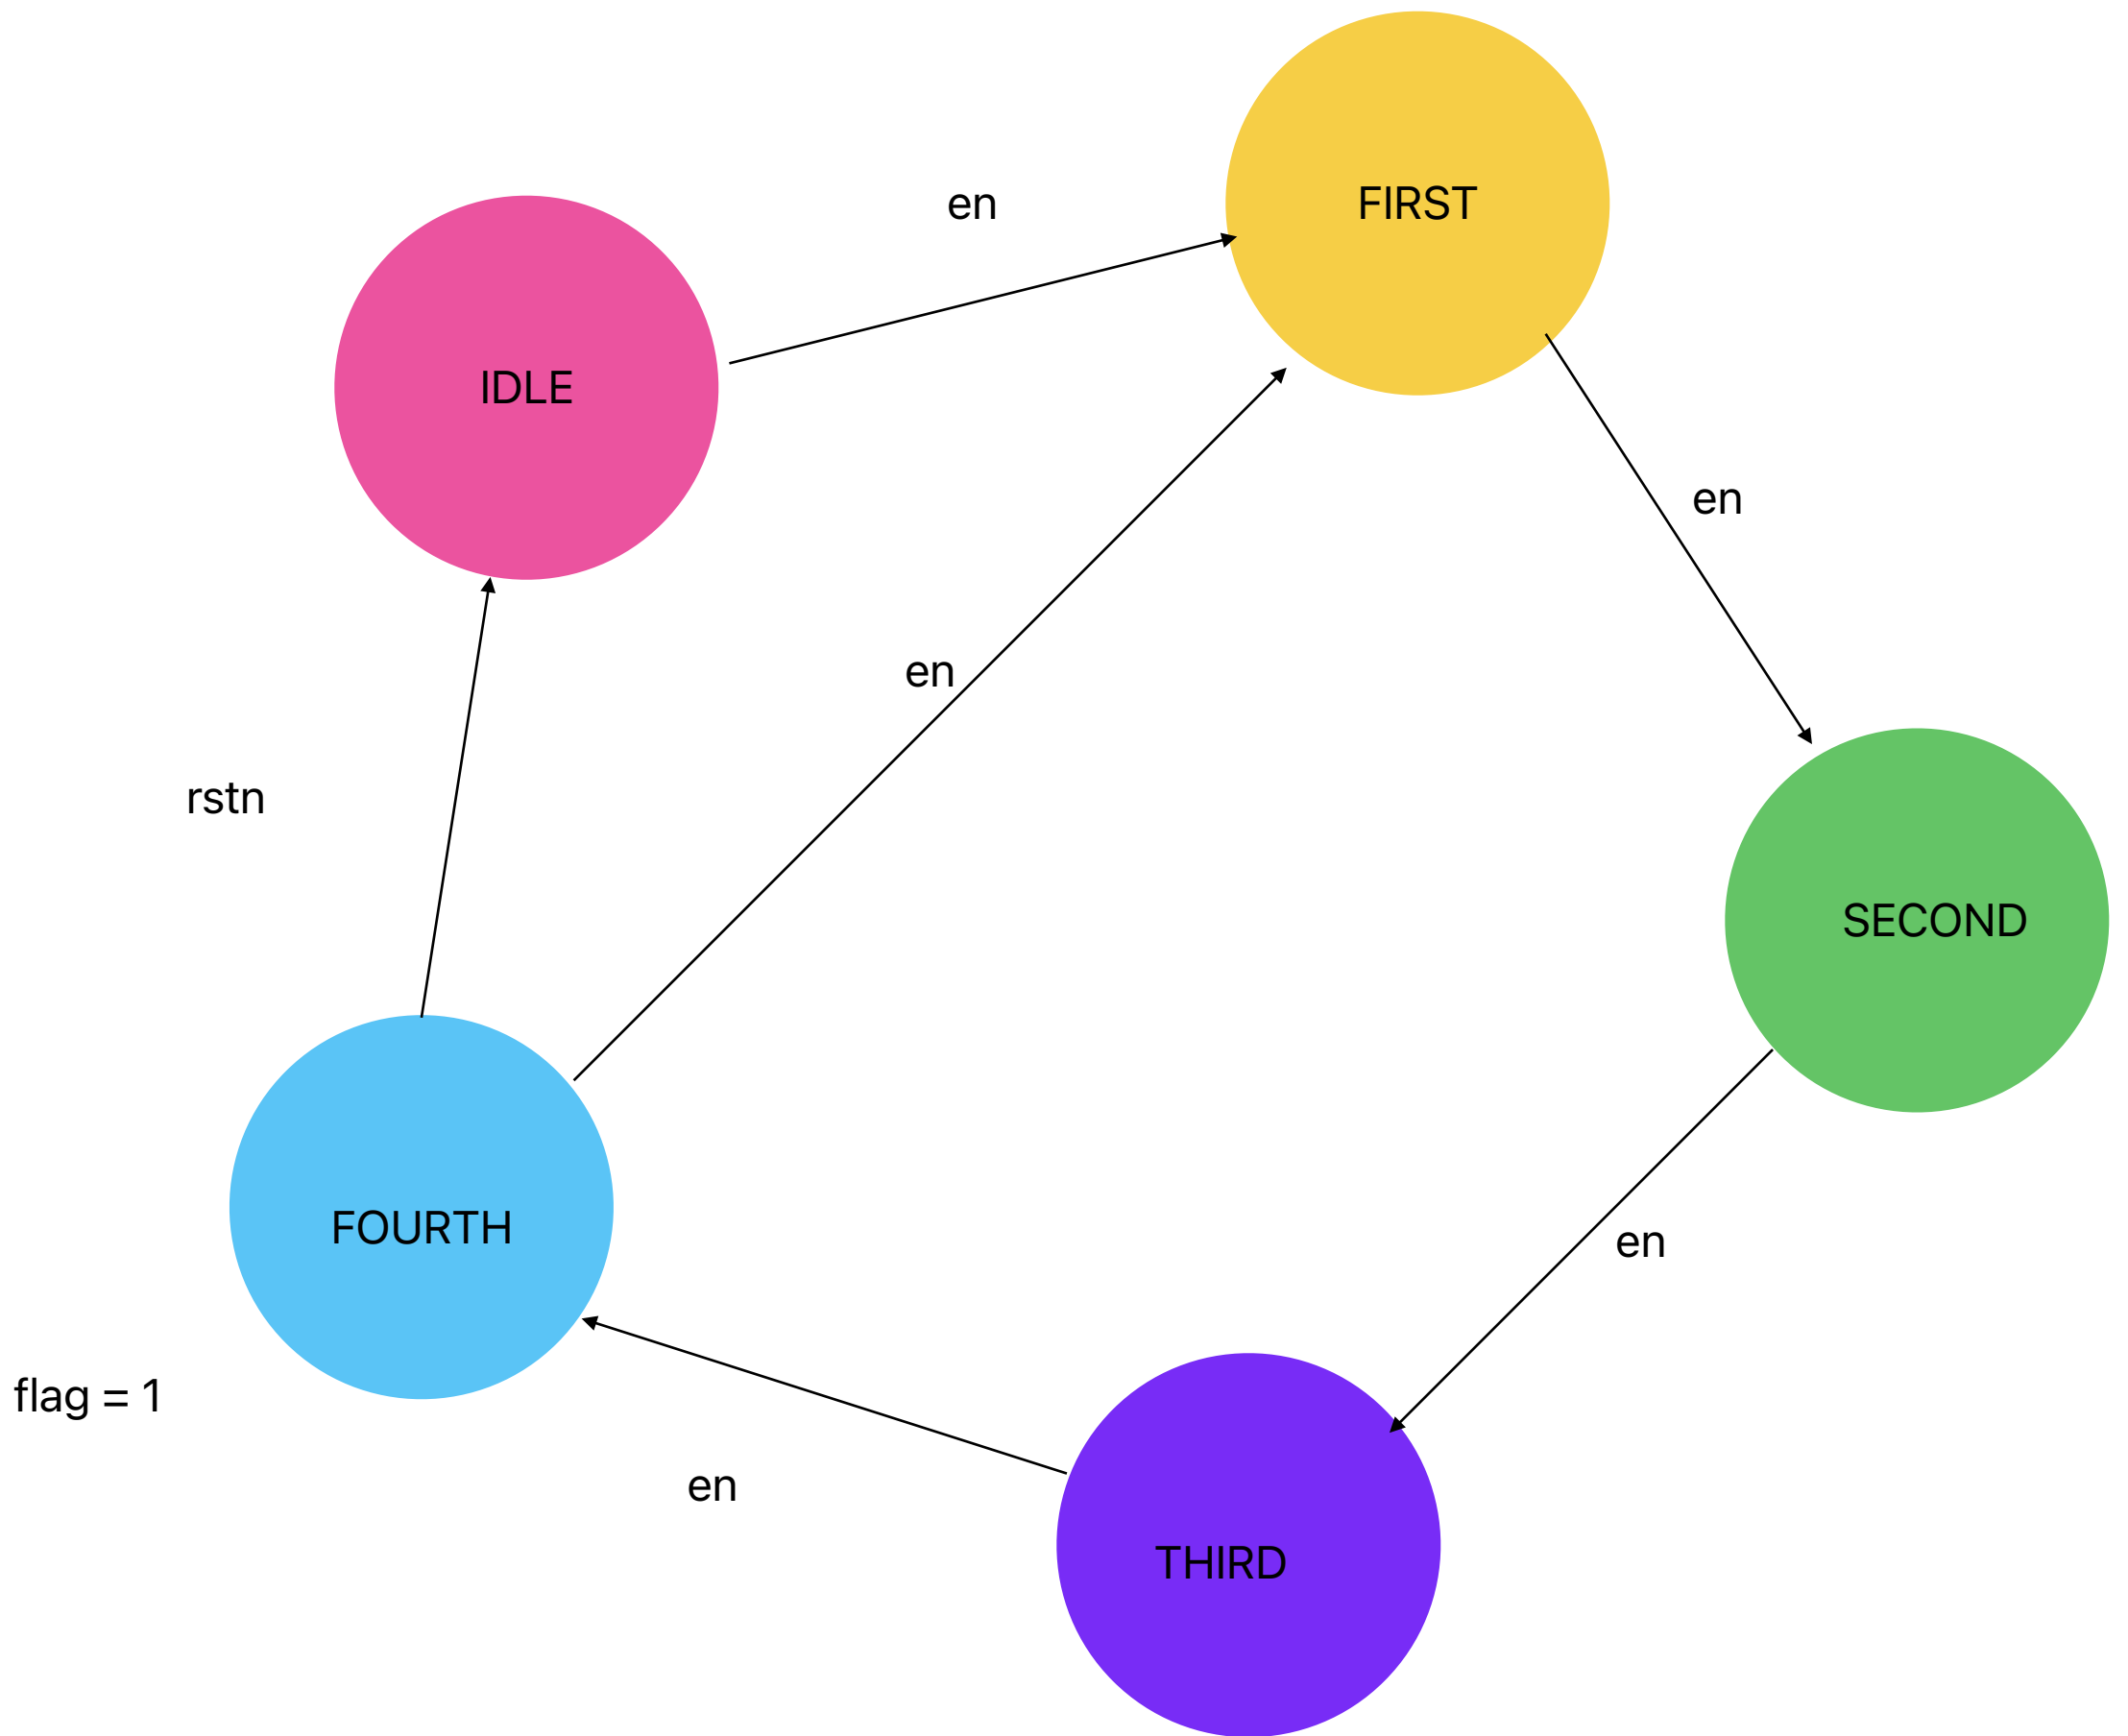 FIRST
en
IDLE
en
en
rstn
SECOND
FOURTH
en
flag = 1
en
THIRD